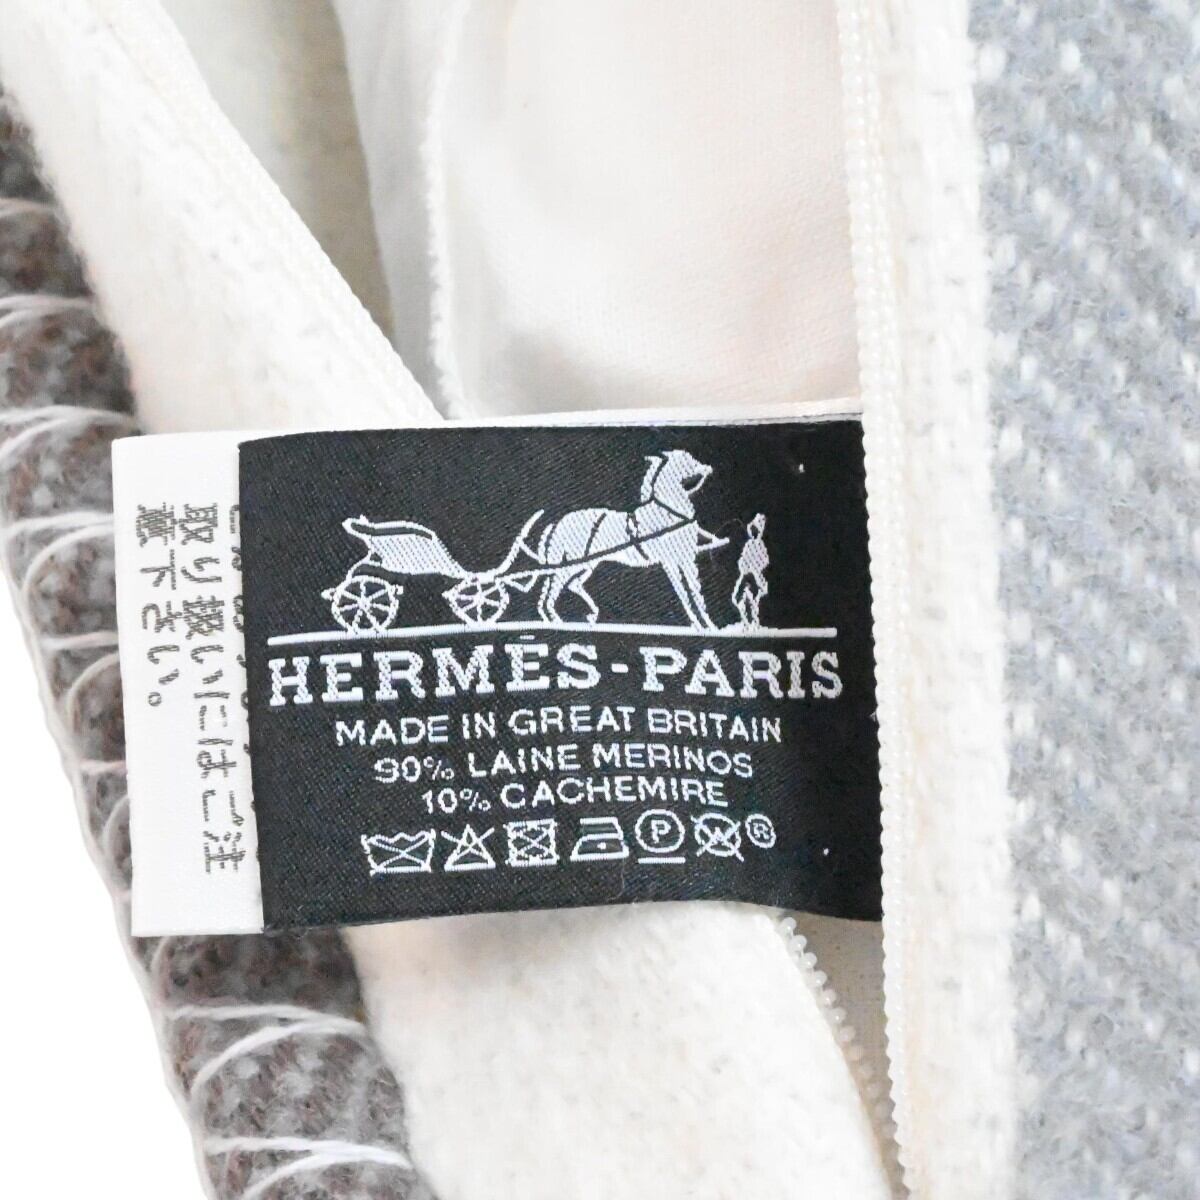 HERMĒS-PARIS
MADE IN GREAT BRITAIN
90% LAINE MERINOS
10% CACHEMIRE
P
®
取り扱いにはご注
意下さい。